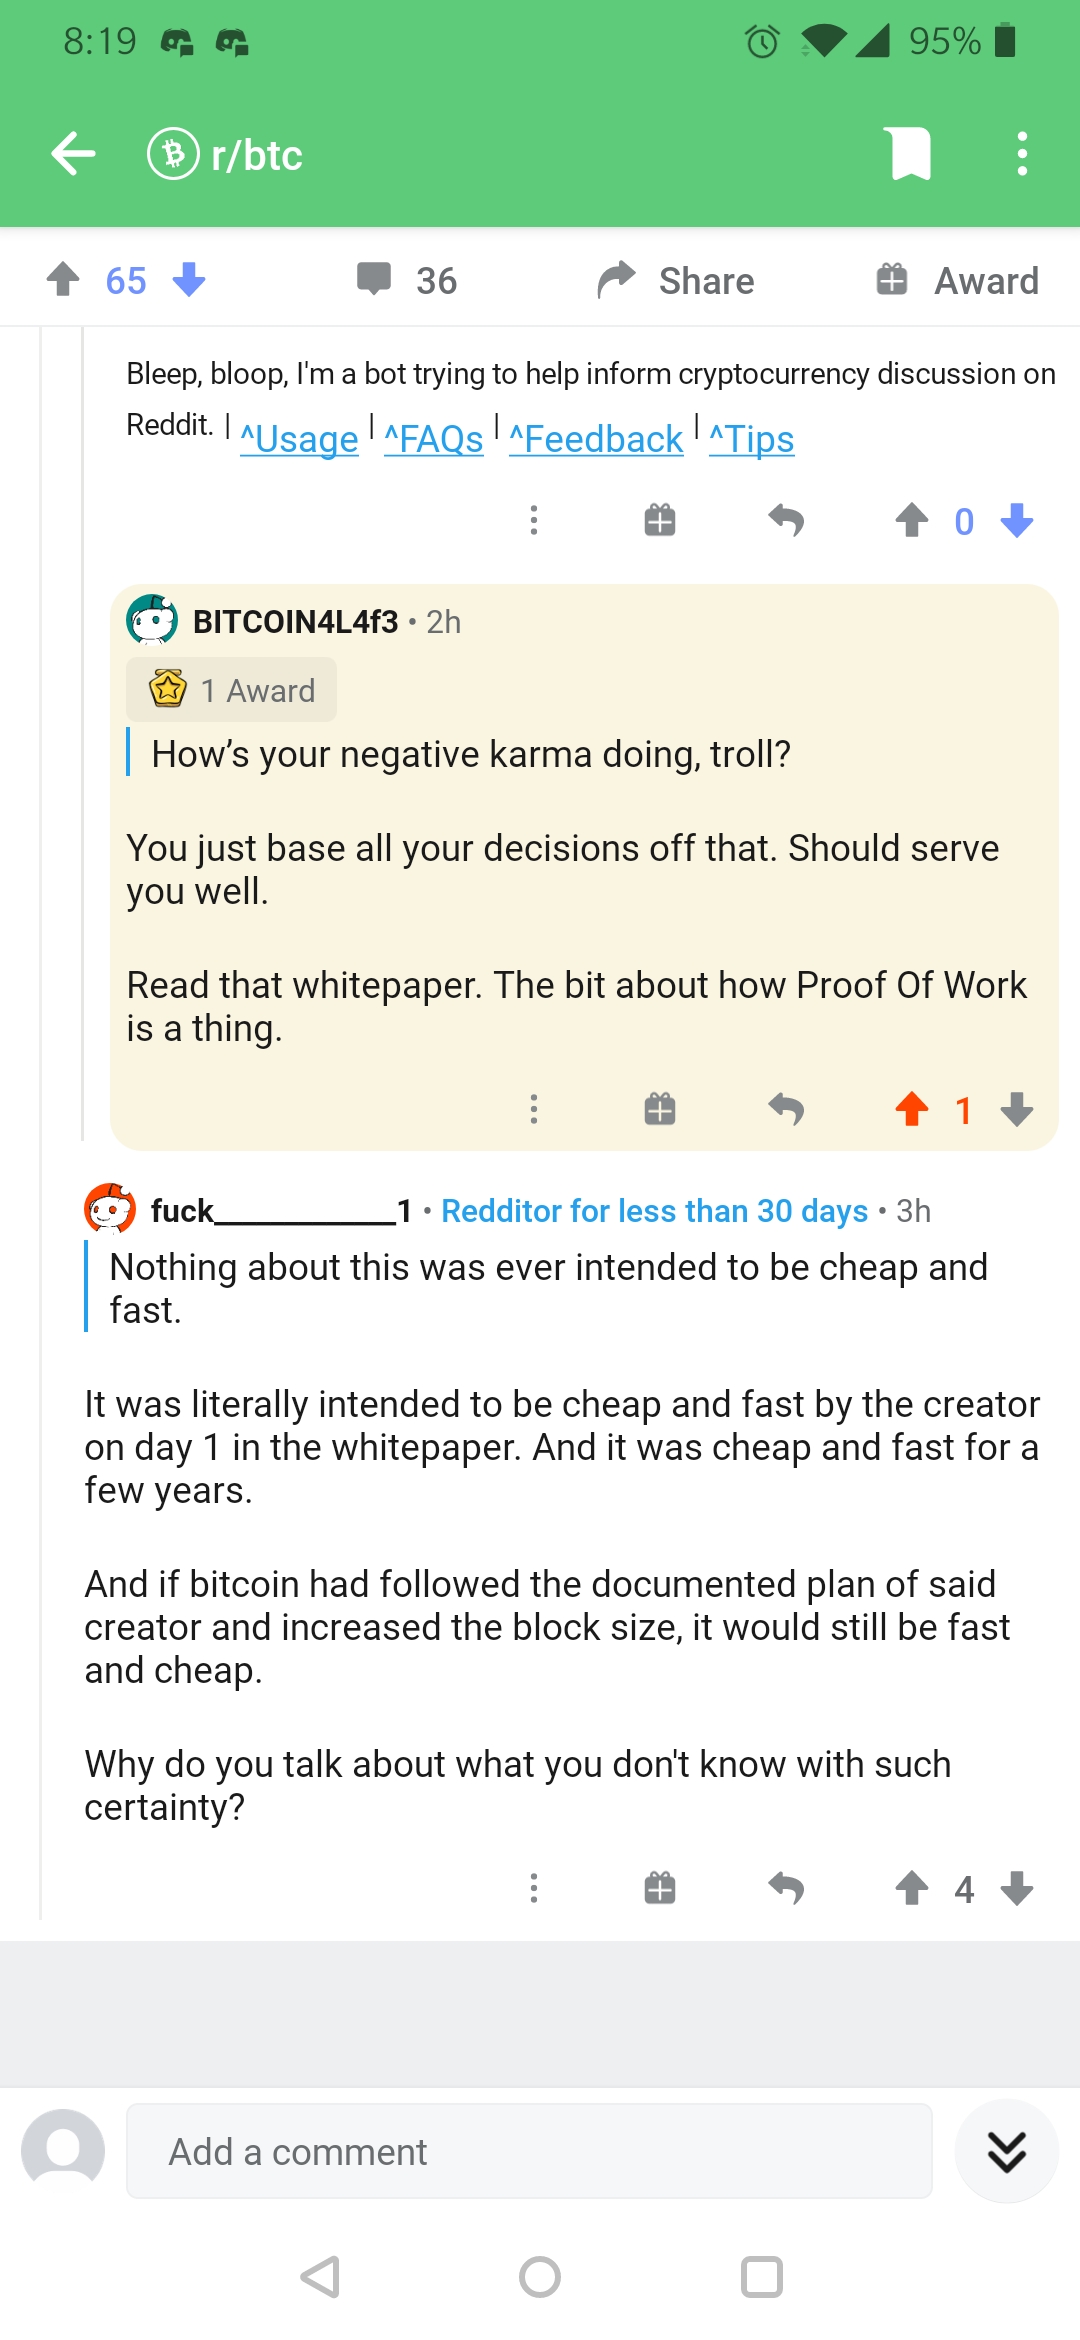 8:19
95%
r/btc
65
36
Share
Award
Bleep, bloop, I'm a bot trying to help inform cryptocurrency discussion on
Reddit. | ^Usage | ^FAQs | ^Feedback | ^Tips
0
BITCOIN4L4f3 • 2h
1 Award
How's your negative karma doing, troll?
You just base all your decisions off that. Should serve
you well.
Read that whitepaper. The bit about how Proof Of Work
is a thing.
1
fuck___________1 • Redditor for less than 30 days • 3h
Nothing about this was ever intended to be cheap and
fast.
It was literally intended to be cheap and fast by the creator
on day 1 in the whitepaper. And it was cheap and fast for a
few years.
And if bitcoin had followed the documented plan of said
creator and increased the block size, it would still be fast
and cheap.
Why do you talk about what you don't know with such
certainty?
4
Add a comment